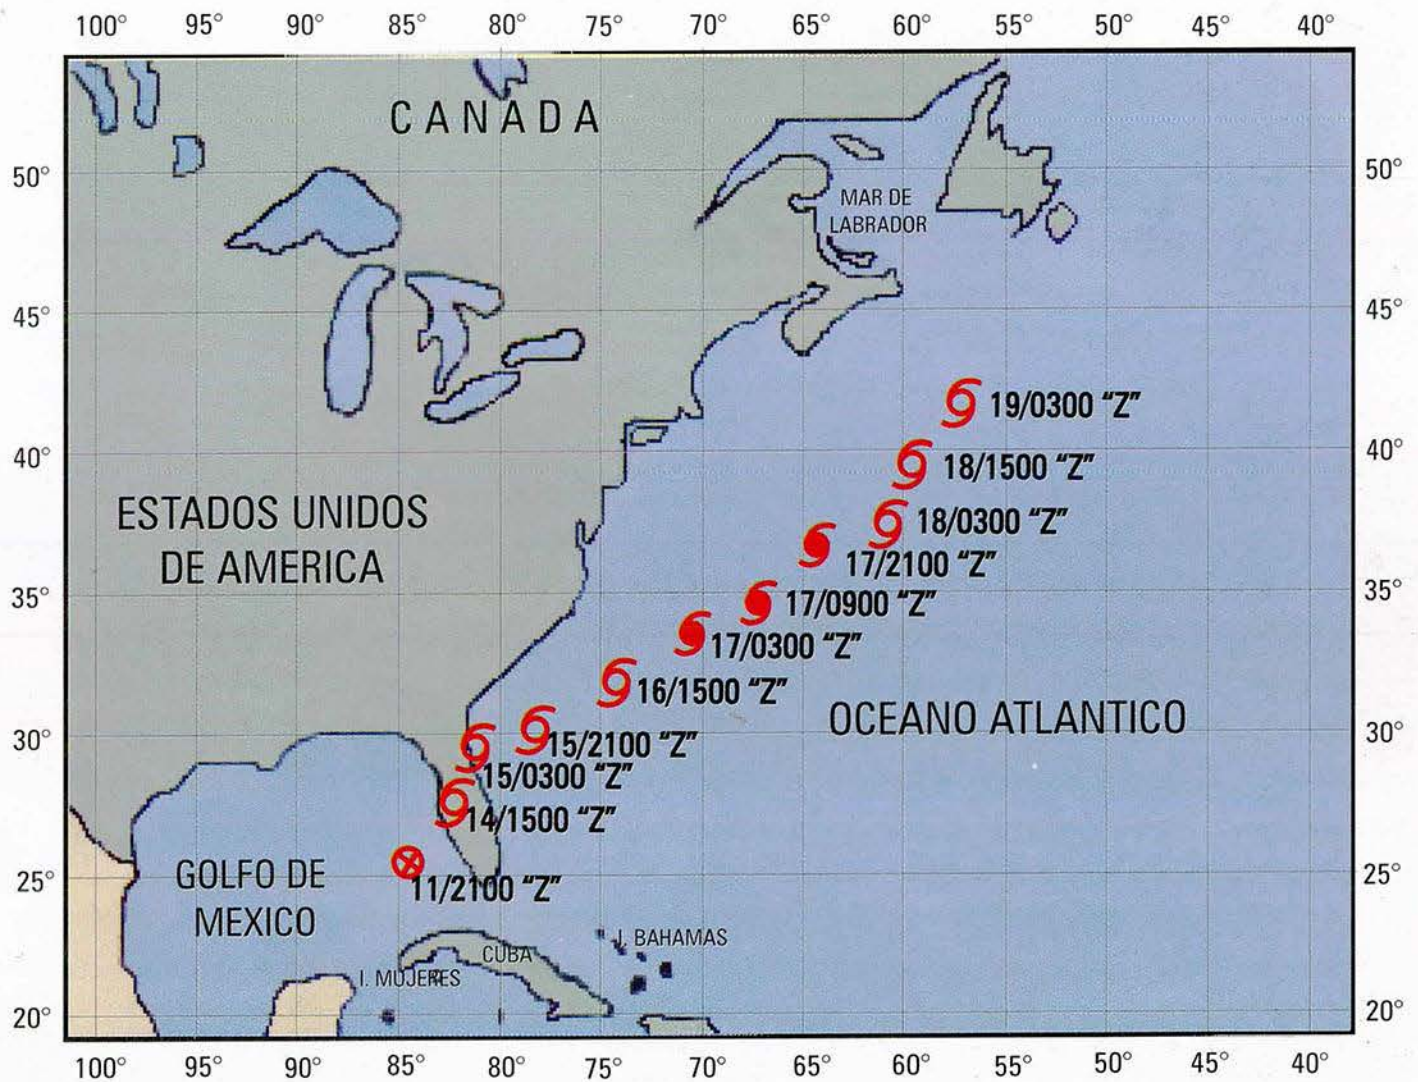 100° 95° 90° 85° 80° 75° 70° 65° 60° 55° 50° 45° 40°
CANADA
50° 50°
MAR DE
LABRADOR
45° 45°
19/0300 "Z"
40° 18/1500 "Z" 40°
ESTADOS UNIDOS
DE AMERICA
18/0300 "Z"
17/2100 "Z"
35° 17/0900 "Z" 35°
17/0300 "Z"
16/1500 "Z"
OCEANO ATLANTICO
30° 15/2100 "Z" 30°
15/0300 "Z"
14/1500 "Z"
GOLFO DE
MEXICO
25° 11/2100 "Z" 25°
I. BAHAMAS
CUBA
I. MUJERES
20° 20°
100° 95° 90° 85° 80° 75° 70° 65° 60° 55° 50° 45° 40°